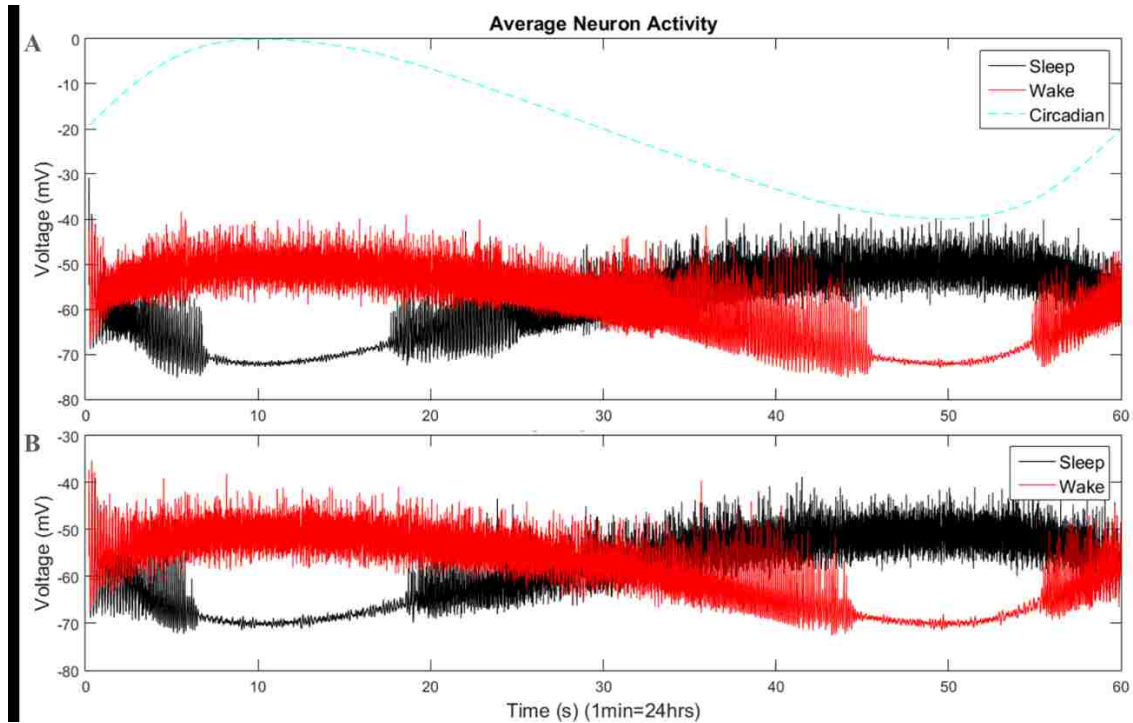 Average Neuron Activity
A
Sleep
Wake
Circadian
0
-10
-20
-30
-40
-50
-60
-70
-80
Voltage (mV)
0 10 20 30 40 50 60
B
Sleep
Wake
-30
-40
-50
-60
-70
-80
Voltage (mV)
0 10 20 30 40 50 60
Time (s) (1min=24hrs)